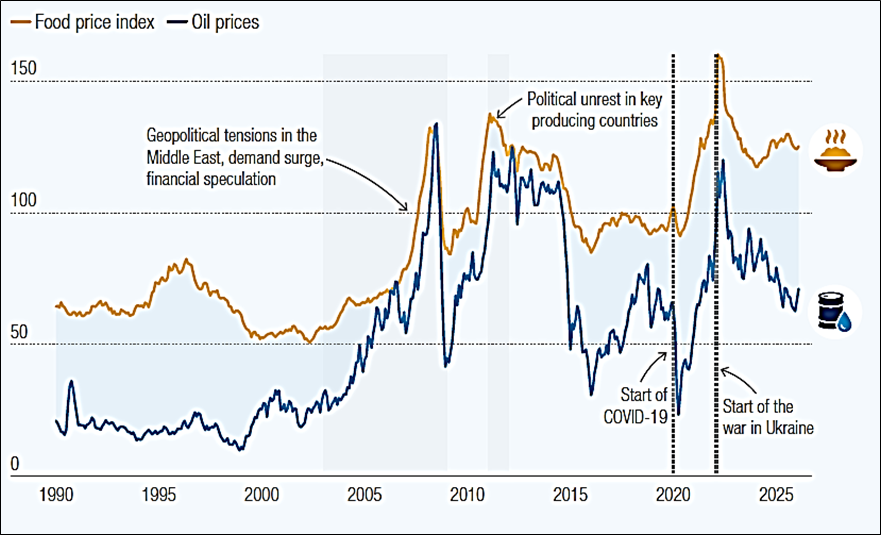 Food price index Oil prices
150
Political unrest in key
producing countries
Geopolitical tensions in the
Middle East, demand surge,
financial speculation
100
50
Start of
COVID-19
Start of the
war in Ukraine
0
1990 1995 2000 2005 2010 2015 2020 2025